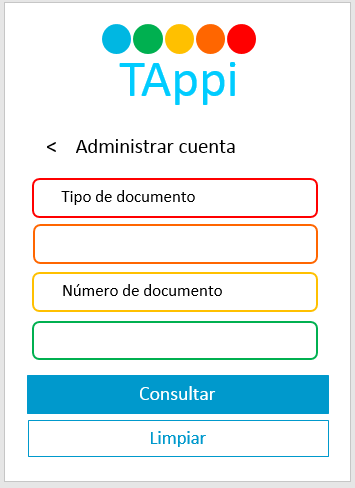 TAppi
< Administrar cuenta
Tipo de documento
Número de documento
Consultar
Limpiar